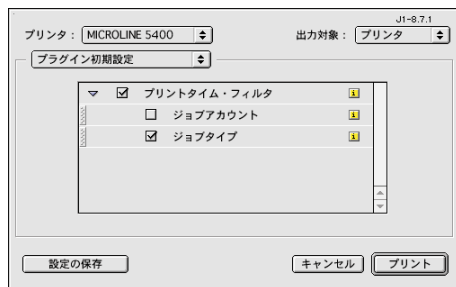 J1-8.7.1
プリンタ： MICROLINE 5400 出力対象： プリンタ
プラグイン初期設定
プリントタイム・フィルタ
ジョブアカウント
ジョブタイプ
設定の保存 キャンセル プリント